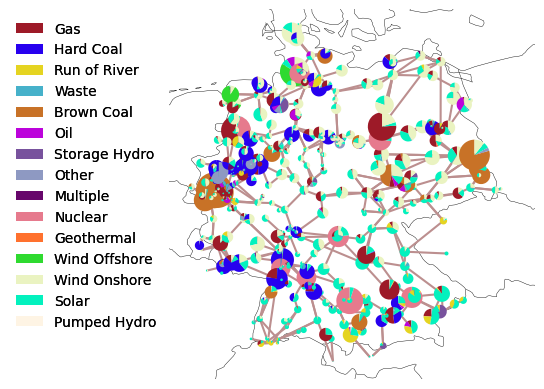 Gas
Hard Coal
Run of River
Waste
Brown Coal
Oil
Storage Hydro
Other
Multiple
Nuclear
Geothermal
Wind Offshore
Wind Onshore
Solar
Pumped Hydro